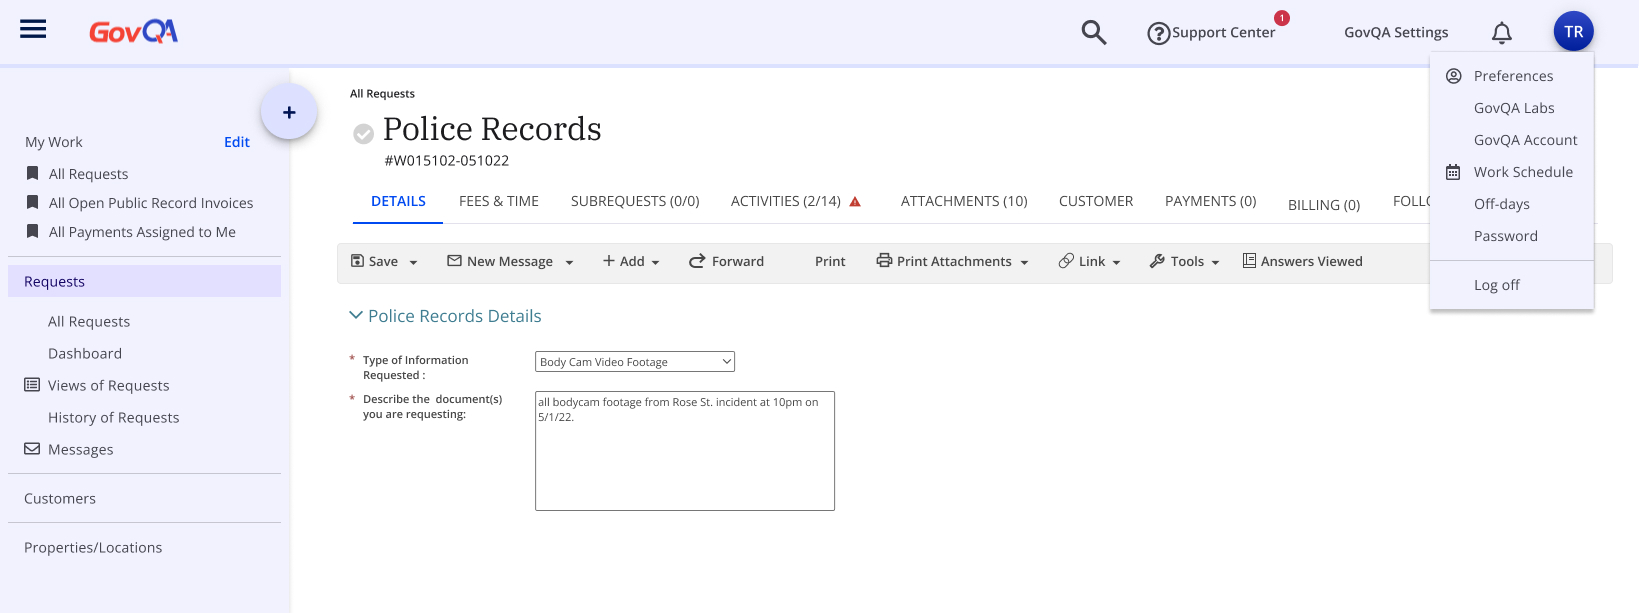 GovQA
Support Center
1
GovQA Settings
TR
Preferences
GovQA Labs
GovQA Account
Work Schedule
Off-days
Password
Log off
+
My Work
Edit
All Requests
All Open Public Record Invoices
All Payments Assigned to Me
Requests
All Requests
Dashboard
Views of Requests
History of Requests
Messages
Customers
Properties/Locations
All Requests
Police Records
#W015102-051022
DETAILS
FEES & TIME
SUBREQUESTS (0/0)
ACTIVITIES (2/14)
ATTACHMENTS (10)
CUSTOMER
PAYMENTS (0)
BILLING (0)
Save
New Message
Add
Forward
Print
Print Attachments
Link
Tools
Answers Viewed
Police Records Details
* Type of Information
Requested :
Body Cam Video Footage
* Describe the document(s)
you are requesting:
all bodycam footage from Rose St. incident at 10pm on
5/1/22.